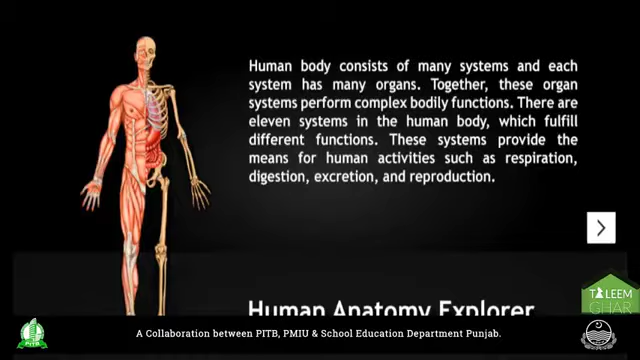 Human body consists of many systems and each
system has many organs. Together, these organ
systems perform complex bodily functions. There are
eleven systems in the human body, which fulfill
different functions. These systems provide the
means for human activities such as respiration,
digestion, excretion, and reproduction.
TALEEM
GHAR
Human Anatomy Explorer
PITB
A Collaboration between PITB, PMIU & School Education Department Punjab.